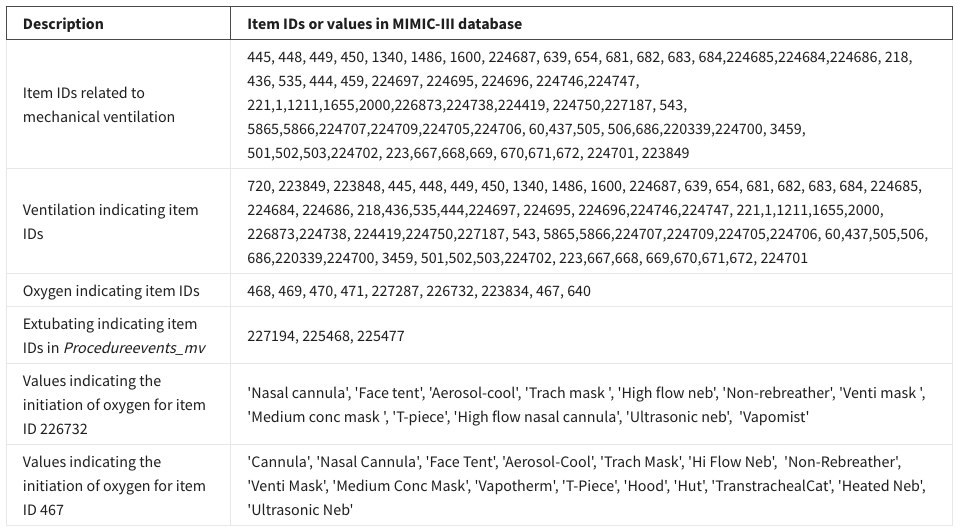 Description
Item IDs or values in MIMIC-III database
Item IDs related to
mechanical ventilation
445, 448, 449, 450, 1340, 1486, 1600, 224687, 639, 654, 681, 682, 683, 684,224685,224684,224686, 218,
436, 535, 444, 459, 224697, 224695, 224696, 224746,224747,
221,1,1211,1655,2000,226873,224738,224419, 224750,227187, 543,
5865,5866,224707,224709,224705,224706, 60,437,505, 506,686,220339,224700, 3459,
501,502,503,224702, 223,667,668,669, 670,671,672, 224701, 223849
Ventilation indicating item
IDs
720, 223849, 223848, 445, 448, 449, 450, 1340, 1486, 1600, 224687, 639, 654, 681, 682, 683, 684, 224685,
224684, 224686, 218,436,535,444,224697, 224695, 224696,224746,224747, 221,1,1211,1655,2000,
226873,224738, 224419,224750,227187, 543, 5865,5866,224707,224709,224705,224706, 60,437,505,506,
686,220339,224700, 3459, 501,502,503,224702, 223,667,668, 669,670,671,672, 224701
Oxygen indicating item IDs
468, 469, 470, 471, 227287, 226732, 223834, 467, 640
Extubating indicating item
IDs in Procedureevents_mv
227194, 225468, 225477
Values indicating the
initiation of oxygen for item
ID 226732
'Nasal cannula', 'Face tent', 'Aerosol-cool', 'Trach mask ', 'High flow neb', 'Non-rebreather', 'Venti mask ',
'Medium conc mask ', 'T-piece', 'High flow nasal cannula', 'Ultrasonic neb',  'Vapomist'
Values indicating the
initiation of oxygen for item
ID 467
'Cannula', 'Nasal Cannula', 'Face Tent', 'Aerosol-Cool', 'Trach Mask', 'Hi Flow Neb',  'Non-Rebreather',
'Venti Mask', 'Medium Conc Mask', 'Vapotherm', 'T-Piece', 'Hood', 'Hut', 'TranstrachealCat', 'Heated Neb',
'Ultrasonic Neb'